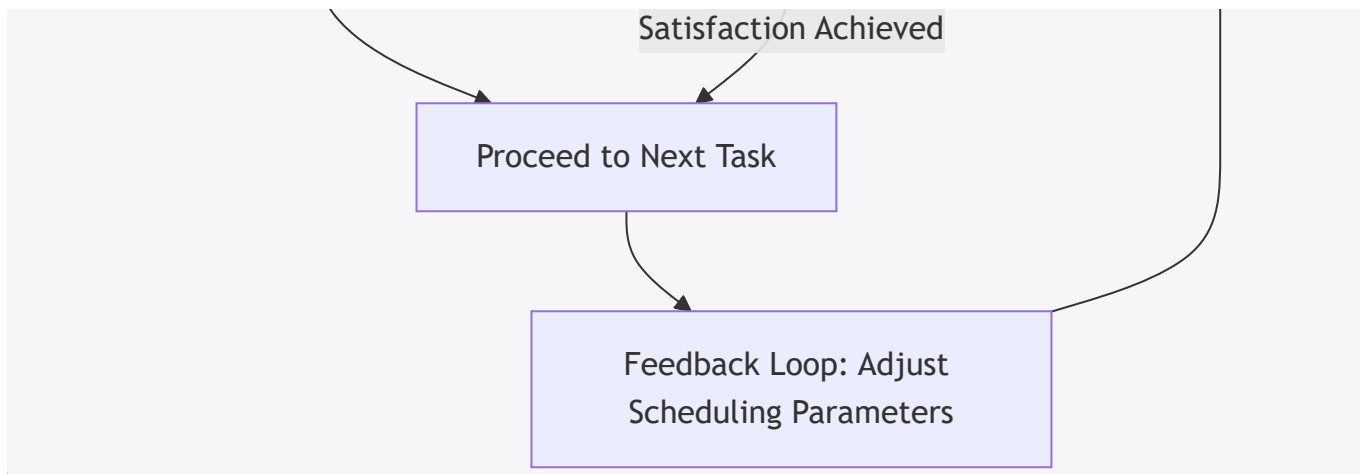 Satisfaction Achieved
Proceed to Next Task
Feedback Loop: Adjust
Scheduling Parameters